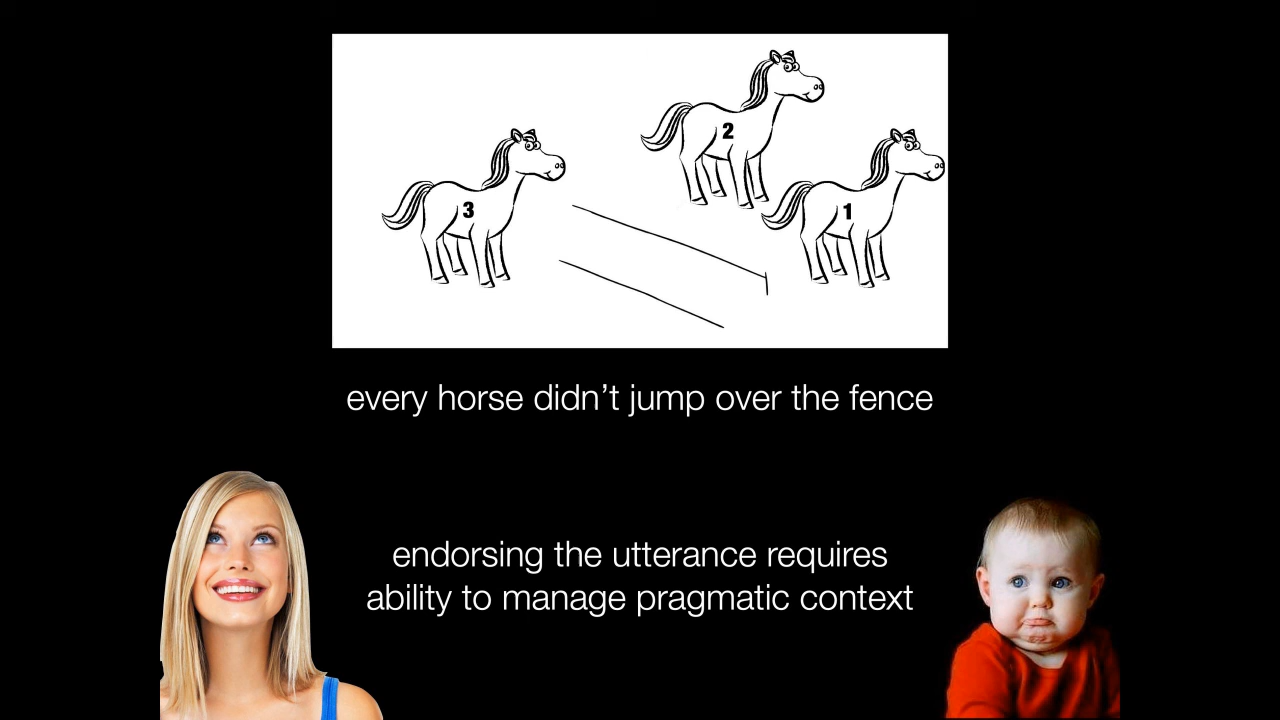 2
3
1
every horse didn’t jump over the fence
endorsing the utterance requires
ability to manage pragmatic context